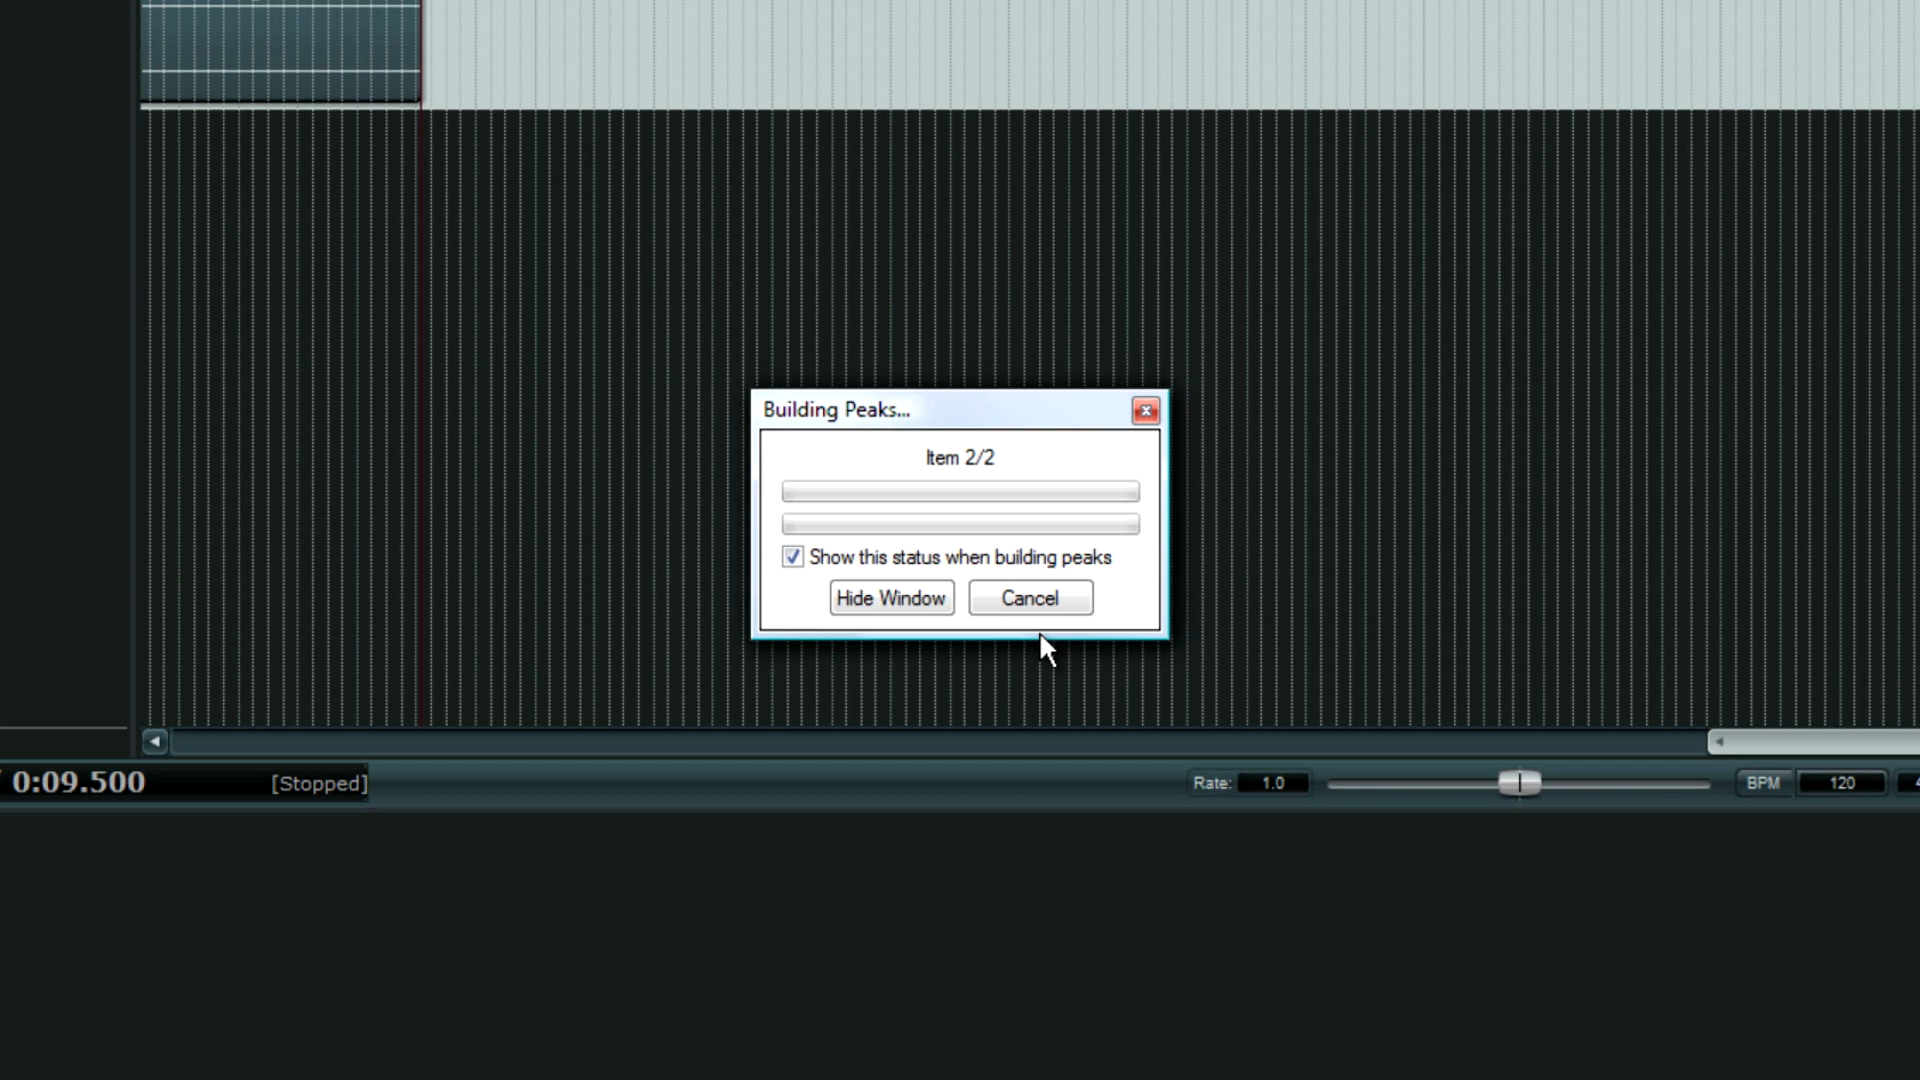 Building Peaks...
Item 2/2
Show this status when building peaks
Hide Window Cancel
0:09.500 [Stopped] Rate: 1.0 BPM 120